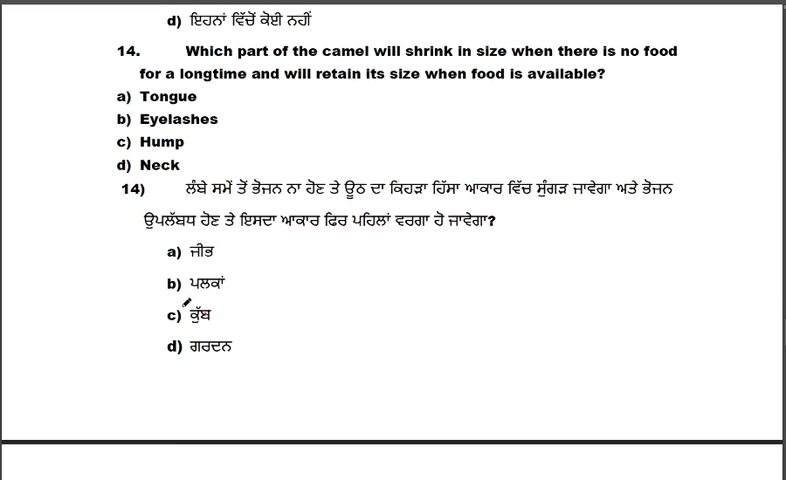 d) ਇਹਨਾਂ ਵਿੱਚੋਂ ਕੋਈ ਨਹੀਂ
14. Which part of the camel will shrink in size when there is no food
for a longtime and will retain its size when food is available?
a) Tongue
b) Eyelashes
c) Hump
d) Neck
14) ਲੰਬੇ ਸਮੇਂ ਤੋਂ ਭੋਜਨ ਨਾ ਹੋਣ ਤੇ ਊਠ ਦਾ ਕਿਹੜਾ ਹਿੱਸਾ ਆਕਾਰ ਵਿੱਚ ਸੁੰਗੜ ਜਾਵੇਗਾ ਅਤੇ ਭੋਜਨ
ਉਪਲੱਬਧ ਹੋਣ ਤੇ ਇਸਦਾ ਆਕਾਰ ਫਿਰ ਪਹਿਲਾਂ ਵਰਗਾ ਹੋ ਜਾਵੇਗਾ?
a) ਜੀਭ
b) ਪਲਕਾਂ
c) ਕੁੱਬ
d) ਗਰਦਨ